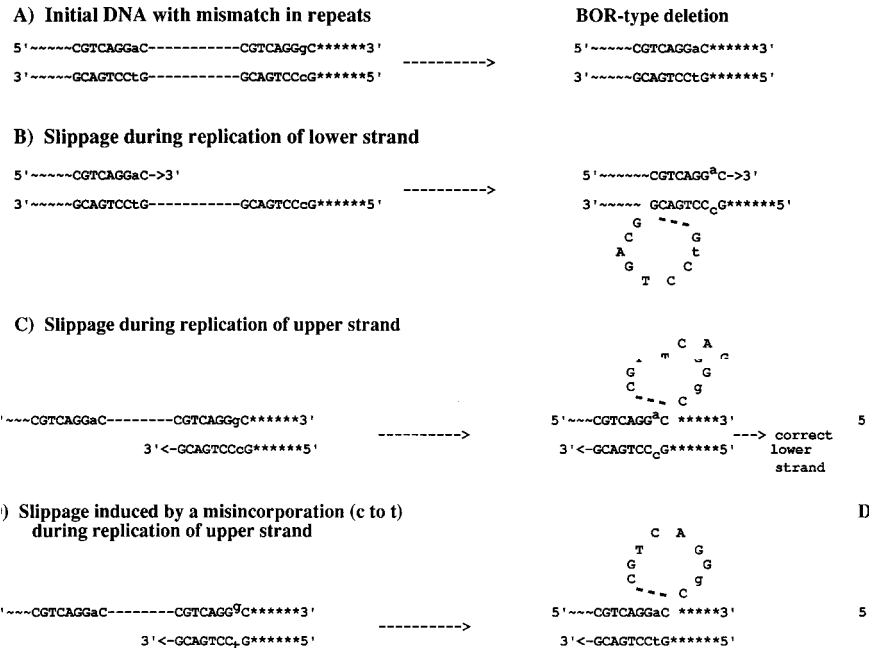 A) Initial DNA with mismatch in repeats
BOR-type deletion
5'~~~~~CGTCAGGaC-----------CGTCAGGgC******3'
5'~~~~~CGTCAGGaC******3'
---------->
3'~~~~~GCAGTCCtG-----------GCAGTCCcG******5'
3'~~~~~GCAGTCCtG******5'
B) Slippage during replication of lower strand
5'~~~~~CGTCAGGaC->3'
5'~~~~~~CGTCAGGaC->3'
---------->
3'~~~~~GCAGTCCtG-----------GCAGTCCcG******5'
3'~~~~~ GCAGTCCcG******5'
G ---- G
C
A t
G C
T C
C) Slippage during replication of upper strand
C A
G G
C g
---- C
'~~~CGTCAGGaC--------CGTCAGGgC******3'
5'~~~CGTCAGGaC *****3'
5
3'<-GCAGTCCcG******5'
---------->
3'<-GCAGTCCcG******5'
---> correct
lower
strand
) Slippage induced by a misincorporation (c to t)
during replication of upper strand
D
C A
T G
G G
C g
---- C
'~~~CGTCAGGaC--------CGTCAGGgC******3'
5'~~~CGTCAGGaC *****3'
5
3'<-GCAGTCCtG******5'
---------->
3'<-GCAGTCCtG******5'